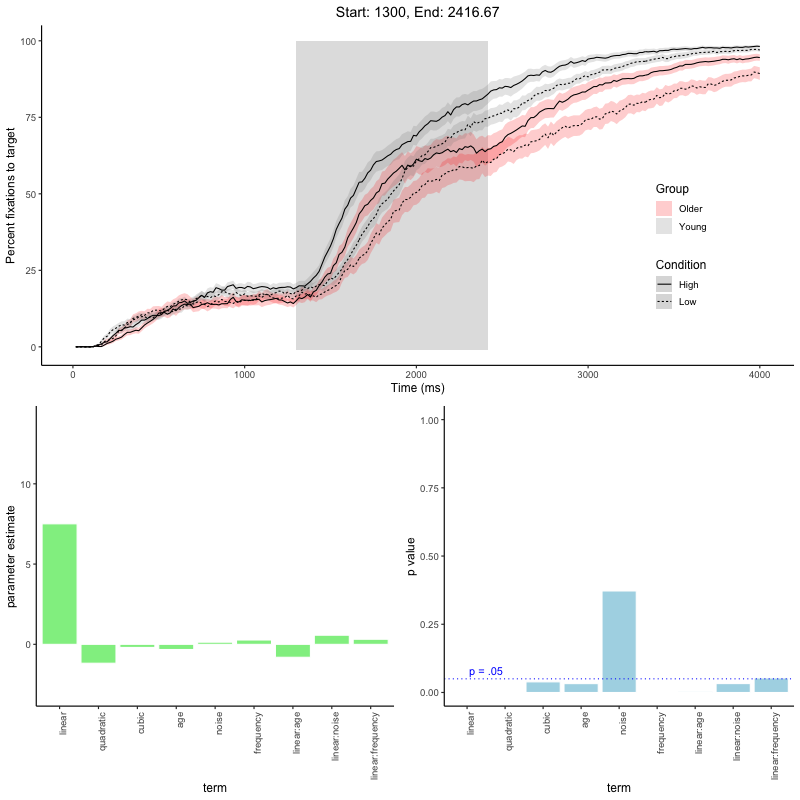 Start: 1300, End: 2416.67
Percent fixations to target
100
75
50
25
0
0
1000
2000
3000
4000
Time (ms)
Group
Older
Young
Condition
High
Low
parameter estimate
10
5
0
linear
quadratic
cubic
age
noise
frequency
linear:age
linear:noise
linear:frequency
term
p value
1.00
0.75
0.50
0.25
0.00
p = .05
linear
quadratic
cubic
age
noise
frequency
linear:age
linear:noise
linear:frequency
term